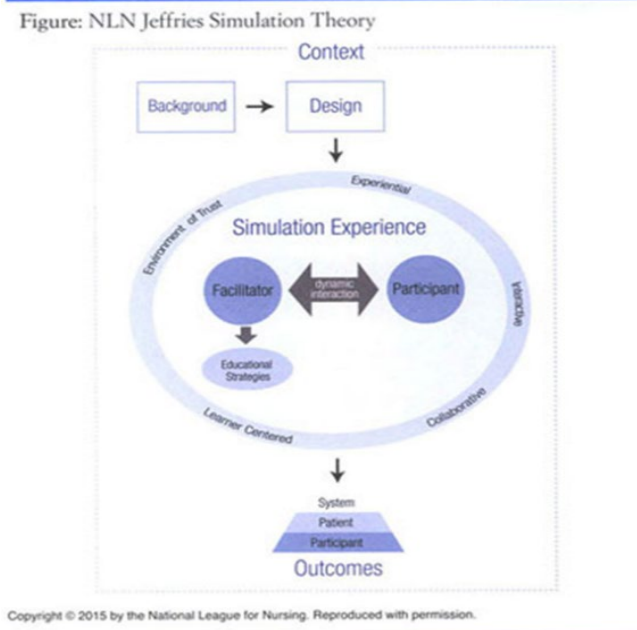 Figure: NLN Jeffries Simulation Theory
Context
Background
Design
Experiential
Environment of Trust
Simulation Experience
Facilitator
dynamic
interaction
Participant
Interactive
Educational
Strategies
Learner Centered
Collaborative
System
Patient
Participant
Outcomes
Copyright © 2015 by the National League for Nursing. Reproduced with permission.